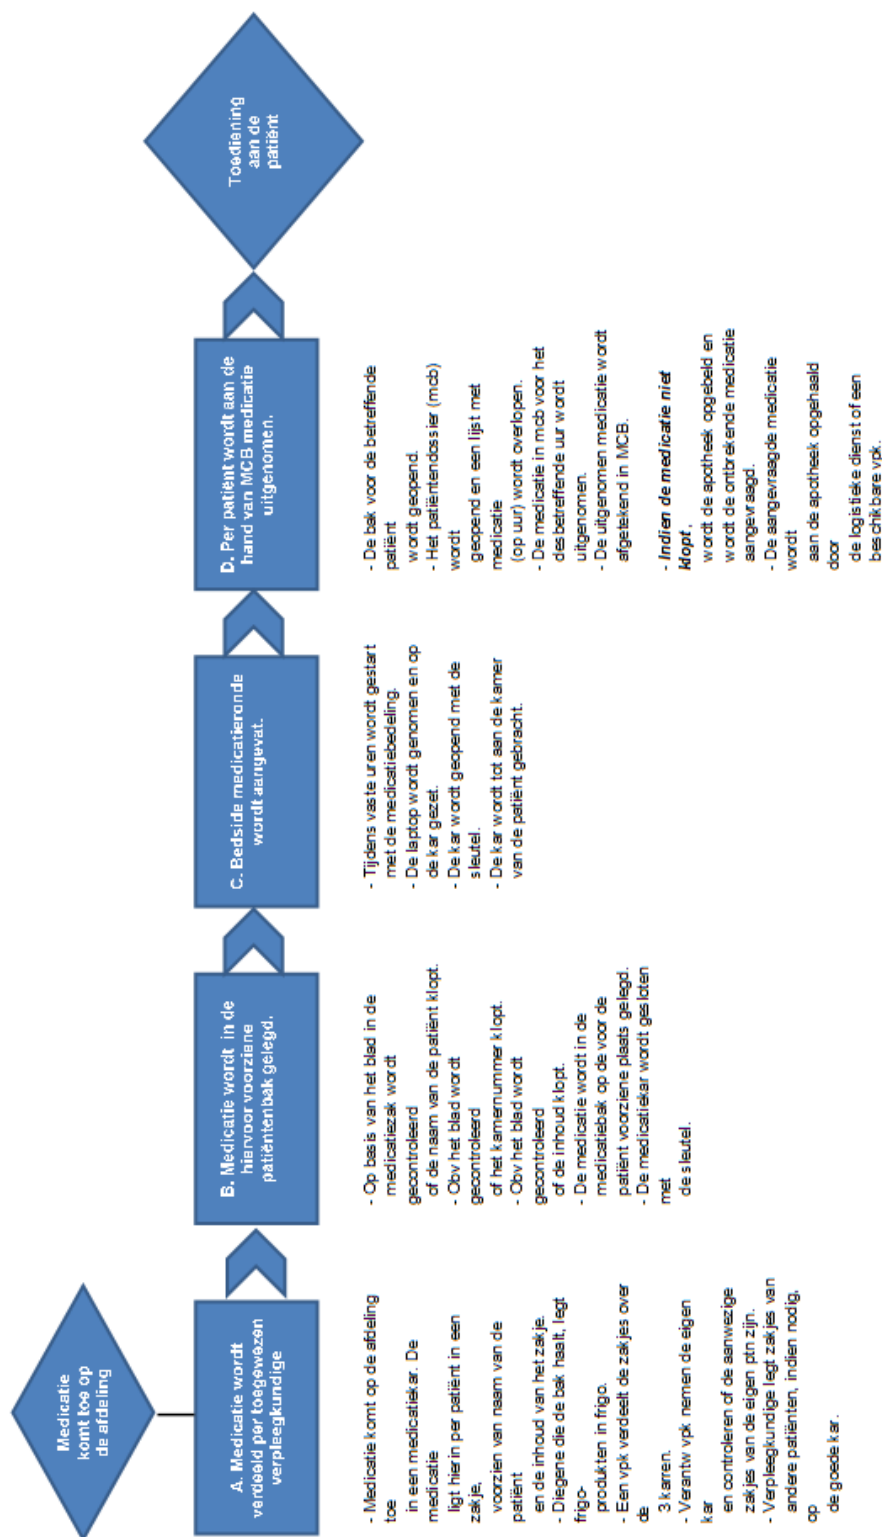 Medicatie
komt toe op
de afdeling
A. Medicatie wordt
verdeeld per toegewezen
verpleegkundige
- Medicatie komt op de afdeling
toe
in een medicatiekar. De
medicatie
ligt hierin per patiënt in een
zakje,
voorzien van naam van de
patiënt
en de inhoud van het zakje.
- Diegene die de bak haalt, legt
frigo-
produkten in frigo.
- Een vpk verdeelt de zakjes over
de
3 karren.
- Verantw vpk nemen de eigen
kar
en controleren of de aanwezige
zakjes van de eigen ptn zijn.
- Verpleegkundige legt zakjes van
andere patiënten, indien nodig,
op
de goede kar.
B. Medicatie wordt in de
hiervoor voorziene
patiëntenbak gelegd.
- Op basis van het blad in de
medicatiezak wordt
gecontroleerd
of de naam van de patiënt klopt.
- Obv het blad wordt
gecontroleerd
of het kamernummer klopt.
- Obv het blad wordt
gecontroleerd
of de inhoud klopt.
- De medicatie wordt in de
medicatiebak op de voor de
patiënt voorziene plaats gelegd.
- De medicatiekar wordt gesloten
met
de sleutel.
C. Bedside medicatieronde
wordt aangevat.
- Tijdens vaste uren wordt gestart
met de medicatiebedeling.
- De laptop wordt genomen en op
de kar gezet.
- De kar wordt geopend met de
sleutel.
- De kar wordt tot aan de kamer
van de patiënt gebracht.
D. Per patiënt wordt aan de
hand van MCB medicatie
uitgenomen.
- De bak voor de betreffende
patiënt
wordt geopend.
- Het patiëntendossier (mcb)
wordt
geopend en een lijst met
medicatie
(op uur) wordt overlopen.
- De medicatie in mcb voor het
desbetreffende uur wordt
uitgenomen.
- De uitgenomen medicatie wordt
afgetekend in MCB.
- Indien de medicatie niet
klopt,
wordt de apotheek opgebeld en
wordt de ontbrekende medicatie
aangevraagd.
- De aangevraagde medicatie
wordt
aan de apotheek opgehaald
door
de logistieke dienst of een
beschikbare vpk.
Toediening
aan de
patiënt